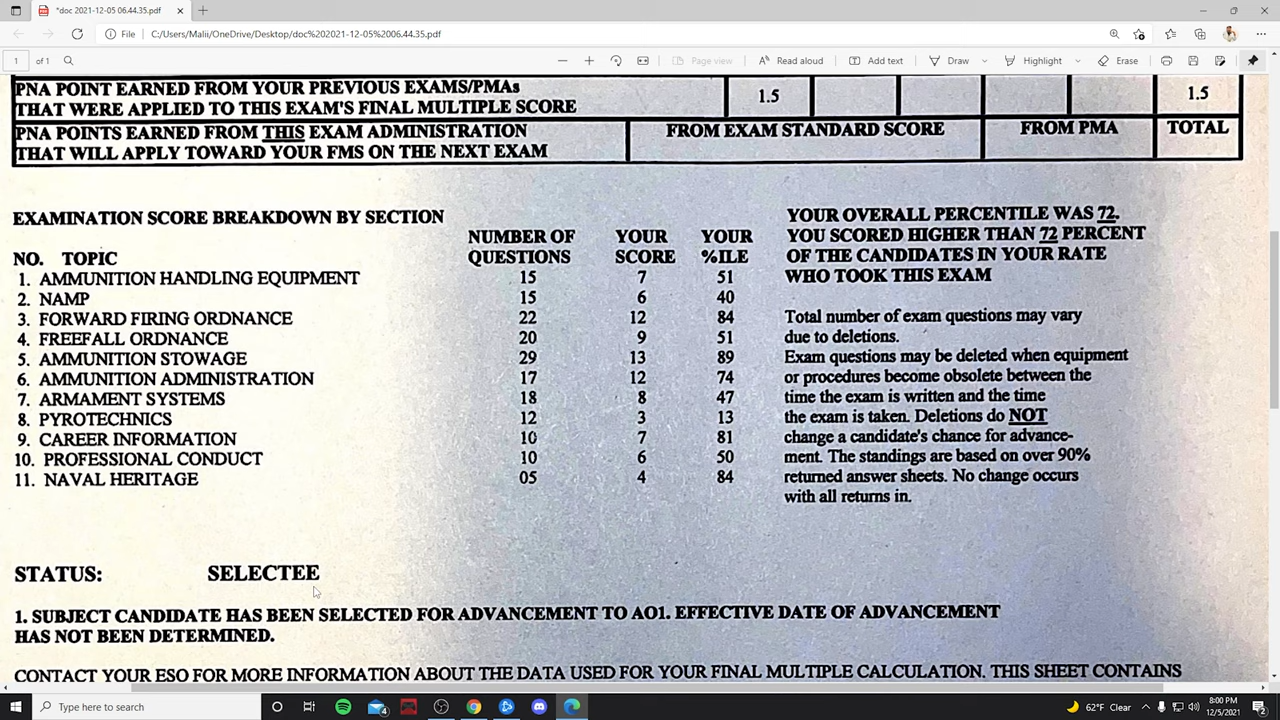 *doc 2021-12-05 06.44.35.pdf
File C:/Users/Malii/OneDrive/Desktop/doc%202021-12-05%2006.44.35.pdf
1 of 1 Page view Read aloud Add text Draw Highlight Erase
PNA POINT EARNED FROM YOUR PREVIOUS EXAMS/PMAs
THAT WERE APPLIED TO THIS EXAM'S FINAL MULTIPLE SCORE 1.5 1.5
PNA POINTS EARNED FROM THIS EXAM ADMINISTRATION FROM EXAM STANDARD SCORE FROM PMA TOTAL
THAT WILL APPLY TOWARD YOUR FMS ON THE NEXT EXAM
EXAMINATION SCORE BREAKDOWN BY SECTION
NUMBER OF YOUR YOUR
NO. TOPIC QUESTIONS SCORE %ILE
1. AMMUNITION HANDLING EQUIPMENT 15 7 51
2. NAMP 15 6 40
3. FORWARD FIRING ORDNANCE 22 12 84
4. FREEFALL ORDNANCE 20 9 51
5. AMMUNITION STOWAGE 29 13 89
6. AMMUNITION ADMINISTRATION 17 12 74
7. ARMAMENT SYSTEMS 18 8 47
8. PYROTECHNICS 12 3 13
9. CAREER INFORMATION 10 7 81
10. PROFESSIONAL CONDUCT 10 6 50
11. NAVAL HERITAGE 05 4 84
YOUR OVERALL PERCENTILE WAS 72.
YOU SCORED HIGHER THAN 72 PERCENT
OF THE CANDIDATES IN YOUR RATE
WHO TOOK THIS EXAM
Total number of exam questions may vary
due to deletions.
Exam questions may be deleted when equipment
or procedures become obsolete between the
time the exam is written and the time
the exam is taken. Deletions do NOT
change a candidate's chance for advance-
ment. The standings are based on over 90%
returned answer sheets. No change occurs
with all returns in.
STATUS: SELECTEE
1. SUBJECT CANDIDATE HAS BEEN SELECTED FOR ADVANCEMENT TO AO1. EFFECTIVE DATE OF ADVANCEMENT
HAS NOT BEEN DETERMINED.
CONTACT YOUR ESO FOR MORE INFORMATION ABOUT THE DATA USED FOR YOUR FINAL MULTIPLE CALCULATION. THIS SHEET CONTAINS
Type here to search 4 62°F Clear 8:00 PM
12/5/2021 2